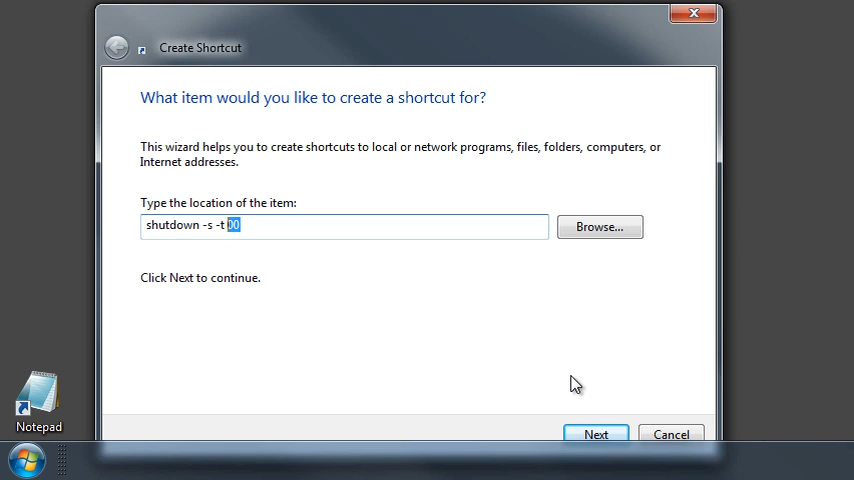 Create Shortcut
What item would you like to create a shortcut for?
This wizard helps you to create shortcuts to local or network programs, files, folders, computers, or
Internet addresses.
Type the location of the item:
shutdown -s -t 00
Browse...
Click Next to continue.
Notepad
Next
Cancel